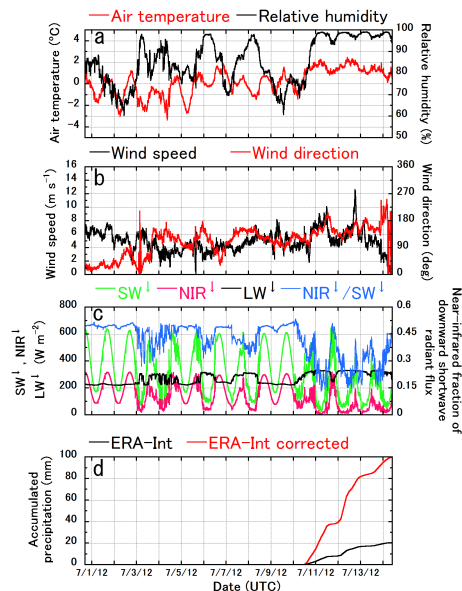 Air temperature Relative humidity
a
Air temperature (°C)
4
2
0
−2
−4
Relative humidity (%)
100
90
80
70
60
50
Wind speed Wind direction
b
Wind speed (m s⁻¹)
16
14
12
10
8
6
4
2
0
Wind direction (deg)
360
270
180
90
0
SW↓ NIR↓ LW↓ NIR↓/SW↓
c
SW↓, NIR↓
LW↓ (W m⁻²)
800
600
400
200
0
Near-infrared fraction of
downward shortwave
radiant flux
0.6
0.45
0.3
0.15
0
ERA-Int ERA-Int corrected
d
Accumulated
precipitation (mm)
100
80
60
40
20
0
7/1/12 7/3/12 7/5/12 7/7/12 7/9/12 7/11/12 7/13/12
Date (UTC)